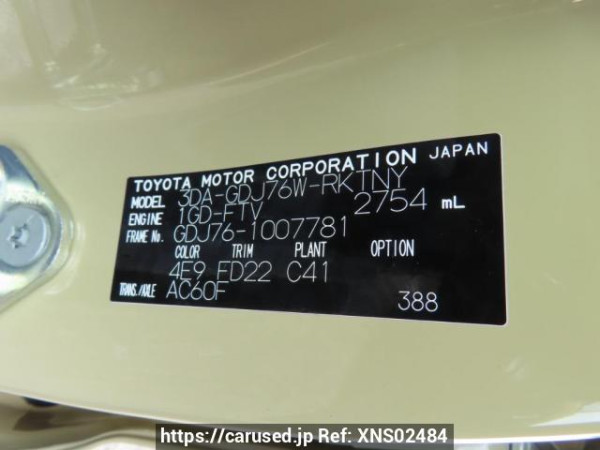 TOYOTA MOTOR CORPORATION JAPAN
MODEL 3DA-GDJ76W-RKTNY
ENGINE 1GD-FTV 2754 mL
FRAME No. GDJ76-1007781
COLOR TRIM PLANT OPTION
4E9 FD22 C41
TRANS./AXLE AC60F
388
https://carused.jp Ref: XNS02484